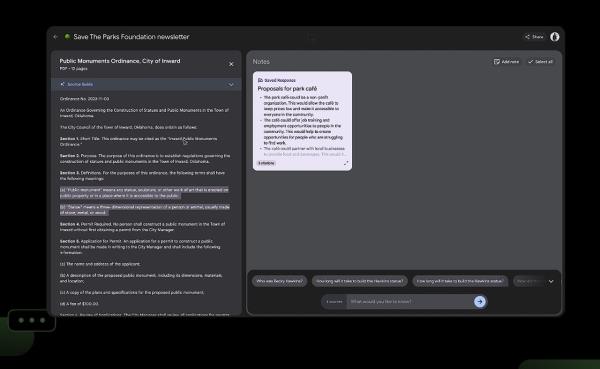 Save The Parks Foundation newsletter
Share
Public Monuments Ordinance, City of Inward
PDF - 12 pages
Source guide
Ordinance No. 2023-11-03
An Ordinance Governing the Construction of Statues and Public Monuments in the Town of
Inward, Oklahoma.
The City Council of the Town of Inward, Oklahoma, does ordain as follows:
Section 1. Short Title. This ordinance may be cited as the "Inward Public Monuments
Ordinance."
Section 2. Purpose. The purpose of this ordinance is to establish regulations governing the
construction of statues and public monuments in the Town of Inward, Oklahoma.
Section 3. Definitions. For the purposes of this ordinance, the following terms shall have
the following meanings:
(a) "Public monument" means any statue, sculpture, or other work of art that is erected on
public property or in a place where it is accessible to the public.
(b) "Statue" means a three-dimensional representation of a person or animal, usually made
of stone, metal, or wood.
Section 4. Permit Required. No person shall construct a public monument in the Town of
Inward without first obtaining a permit from the City Manager.
Section 5. Application for Permit. An application for a permit to construct a public
monument shall be made in writing to the City Manager and shall include the following
information:
(a) The name and address of the applicant.
(b) A description of the proposed public monument, including its dimensions, materials,
and location.
(c) A copy of the plans and specifications for the proposed public monument.
(d) A fee of $100.00.
Notes
Add note
Select all
Saved Response
Proposals for park café
The park café could be a non-profit
organization. This would allow the café to
keep prices low and make it accessible to
everyone in the community.
The café could offer job training and
employment opportunities to people in the
community. This would help to create
opportunities for people who are struggling
to find work.
The café could partner with local businesses
to provide food and beverages. This would
Who was Becky Hawkins?
How long will it take to build the Hawkins statue?
How long will it take to build the Hawkins statue?
What would you like to know?